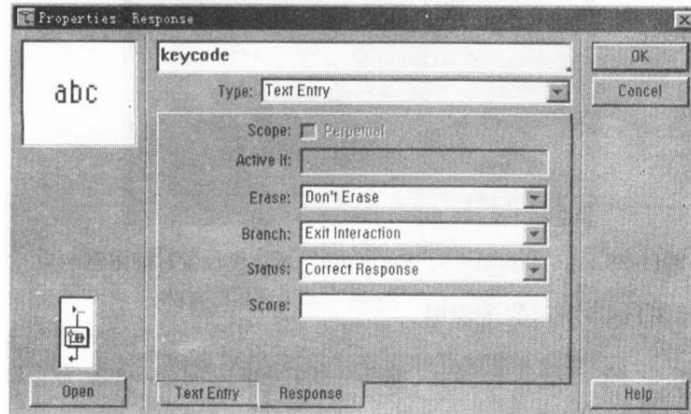 Properties: Response
abc
keycode
OK
Cancel
Type: Text Entry
Scope: Perpetual
Active If:
Erase: Don't Erase
Branch: Exit Interaction
Status: Correct Response
Score:
Open
Text Entry
Response
Help